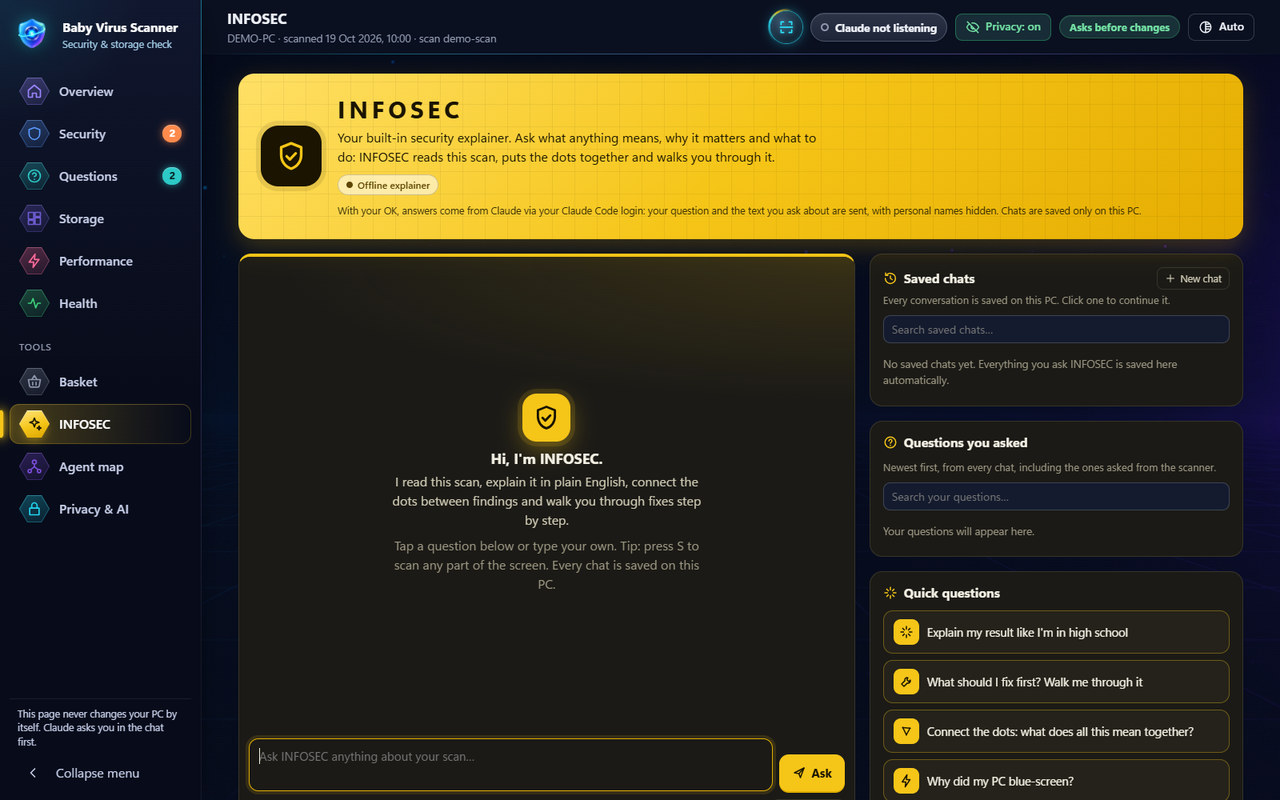 Baby Virus Scanner
Security & storage check
Overview
Security 2
Questions 2
Storage
Performance
Health
TOOLS
Basket
INFOSEC
Agent map
Privacy & AI
This page never changes your PC by
itself. Claude asks you in the chat
first.
Collapse menu
INFOSEC
DEMO-PC · scanned 19 Oct 2026, 10:00 · scan demo-scan
Claude not listening
Privacy: on
Asks before changes
Auto
INFOSEC
Your built-in security explainer. Ask what anything means, why it matters and what to
do: INFOSEC reads this scan, puts the dots together and walks you through it.
Offline explainer
With your OK, answers come from Claude via your Claude Code login: your question and the text you ask about are sent, with personal names hidden. Chats are saved only on this PC.
Hi, I'm INFOSEC.
I read this scan, explain it in plain English, connect the
dots between findings and walk you through fixes step
by step.
Tap a question below or type your own. Tip: press S to
scan any part of the screen. Every chat is saved on this
PC.
Ask INFOSEC anything about your scan...
Ask
Saved chats
New chat
Every conversation is saved on this PC. Click one to continue it.
Search saved chats...
No saved chats yet. Everything you ask INFOSEC is saved here
automatically.
Questions you asked
Newest first, from every chat, including the ones asked from the scanner.
Search your questions...
Your questions will appear here.
Quick questions
Explain my result like I'm in high school
What should I fix first? Walk me through it
Connect the dots: what does all this mean together?
Why did my PC blue-screen?